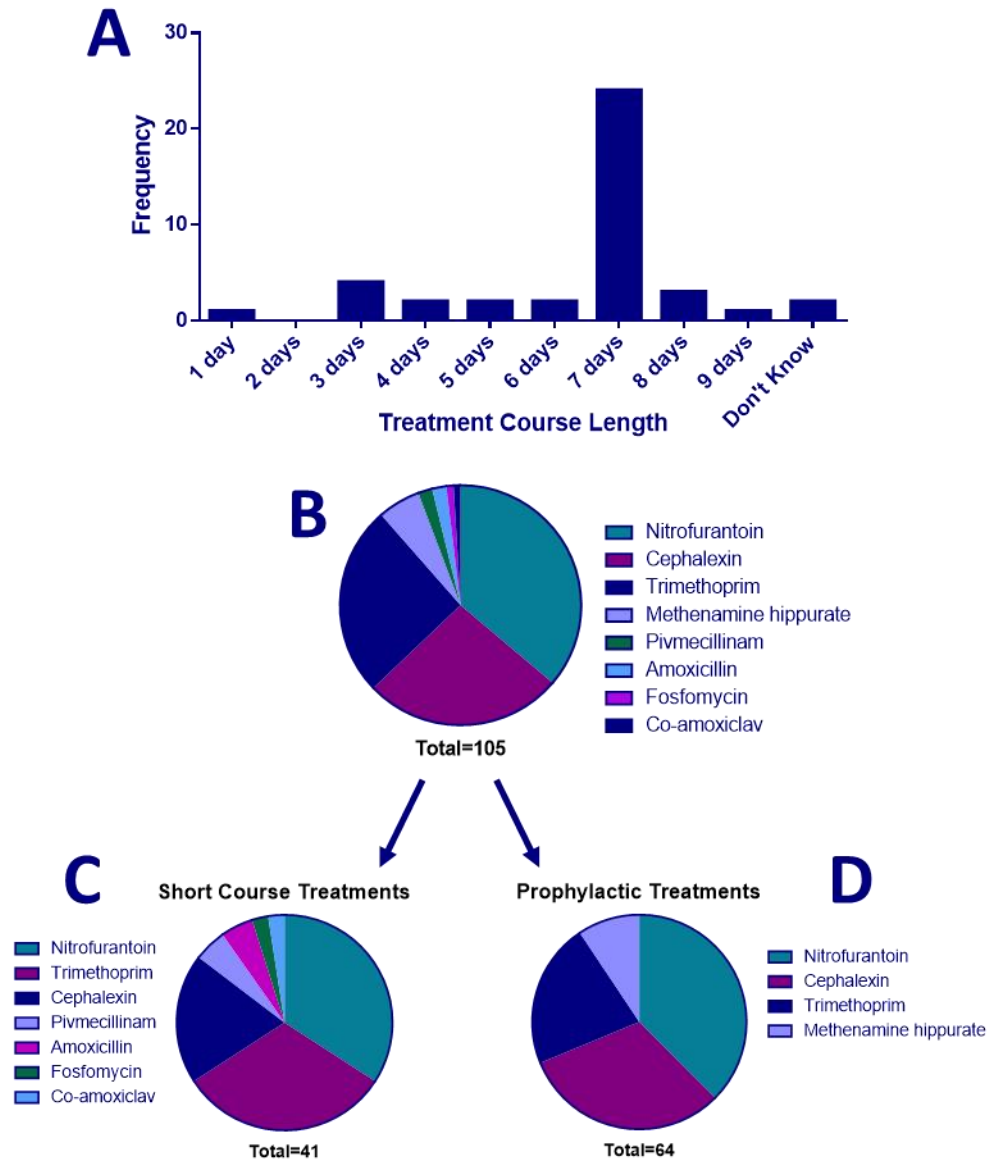 A
30
20
10
0
Frequency
1 day
2 days
3 days
4 days
5 days
6 days
7 days
8 days
9 days
Don't Know
Treatment Course Length
B
Nitrofurantoin
Cephalexin
Trimethoprim
Methenamine hippurate
Pivmecillinam
Amoxicillin
Fosfomycin
Co-amoxiclav
Total=105
C
Short Course Treatments
Nitrofurantoin
Trimethoprim
Cephalexin
Pivmecillinam
Amoxicillin
Fosfomycin
Co-amoxiclav
Total=41
D
Prophylactic Treatments
Nitrofurantoin
Cephalexin
Trimethoprim
Methenamine hippurate
Total=64